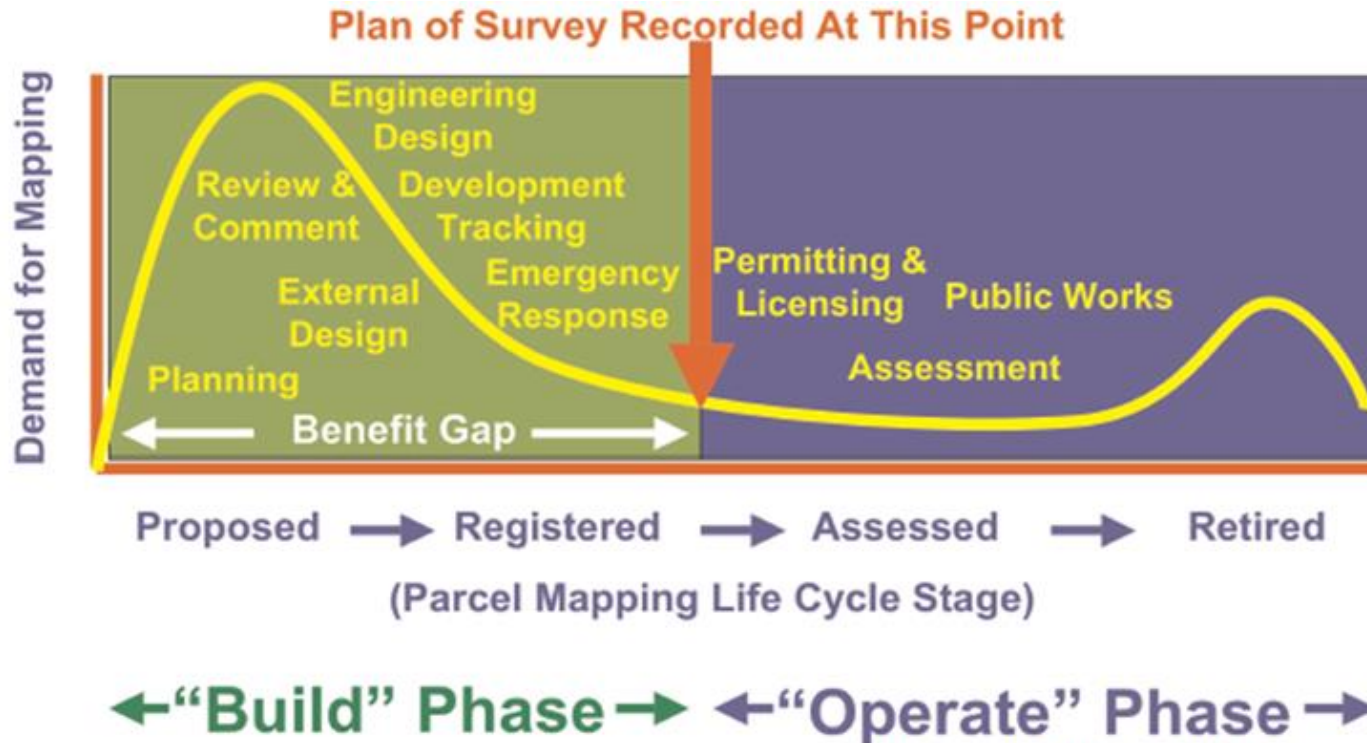 Plan of Survey Recorded At This Point
Demand for Mapping
Engineering
Design
Review &
Comment
Development
Tracking
External
Design
Emergency
Response
Planning
Benefit Gap
Permitting &
Licensing
Public Works
Assessment
Proposed Registered Assessed Retired
(Parcel Mapping Life Cycle Stage)
“Build” Phase “Operate” Phase